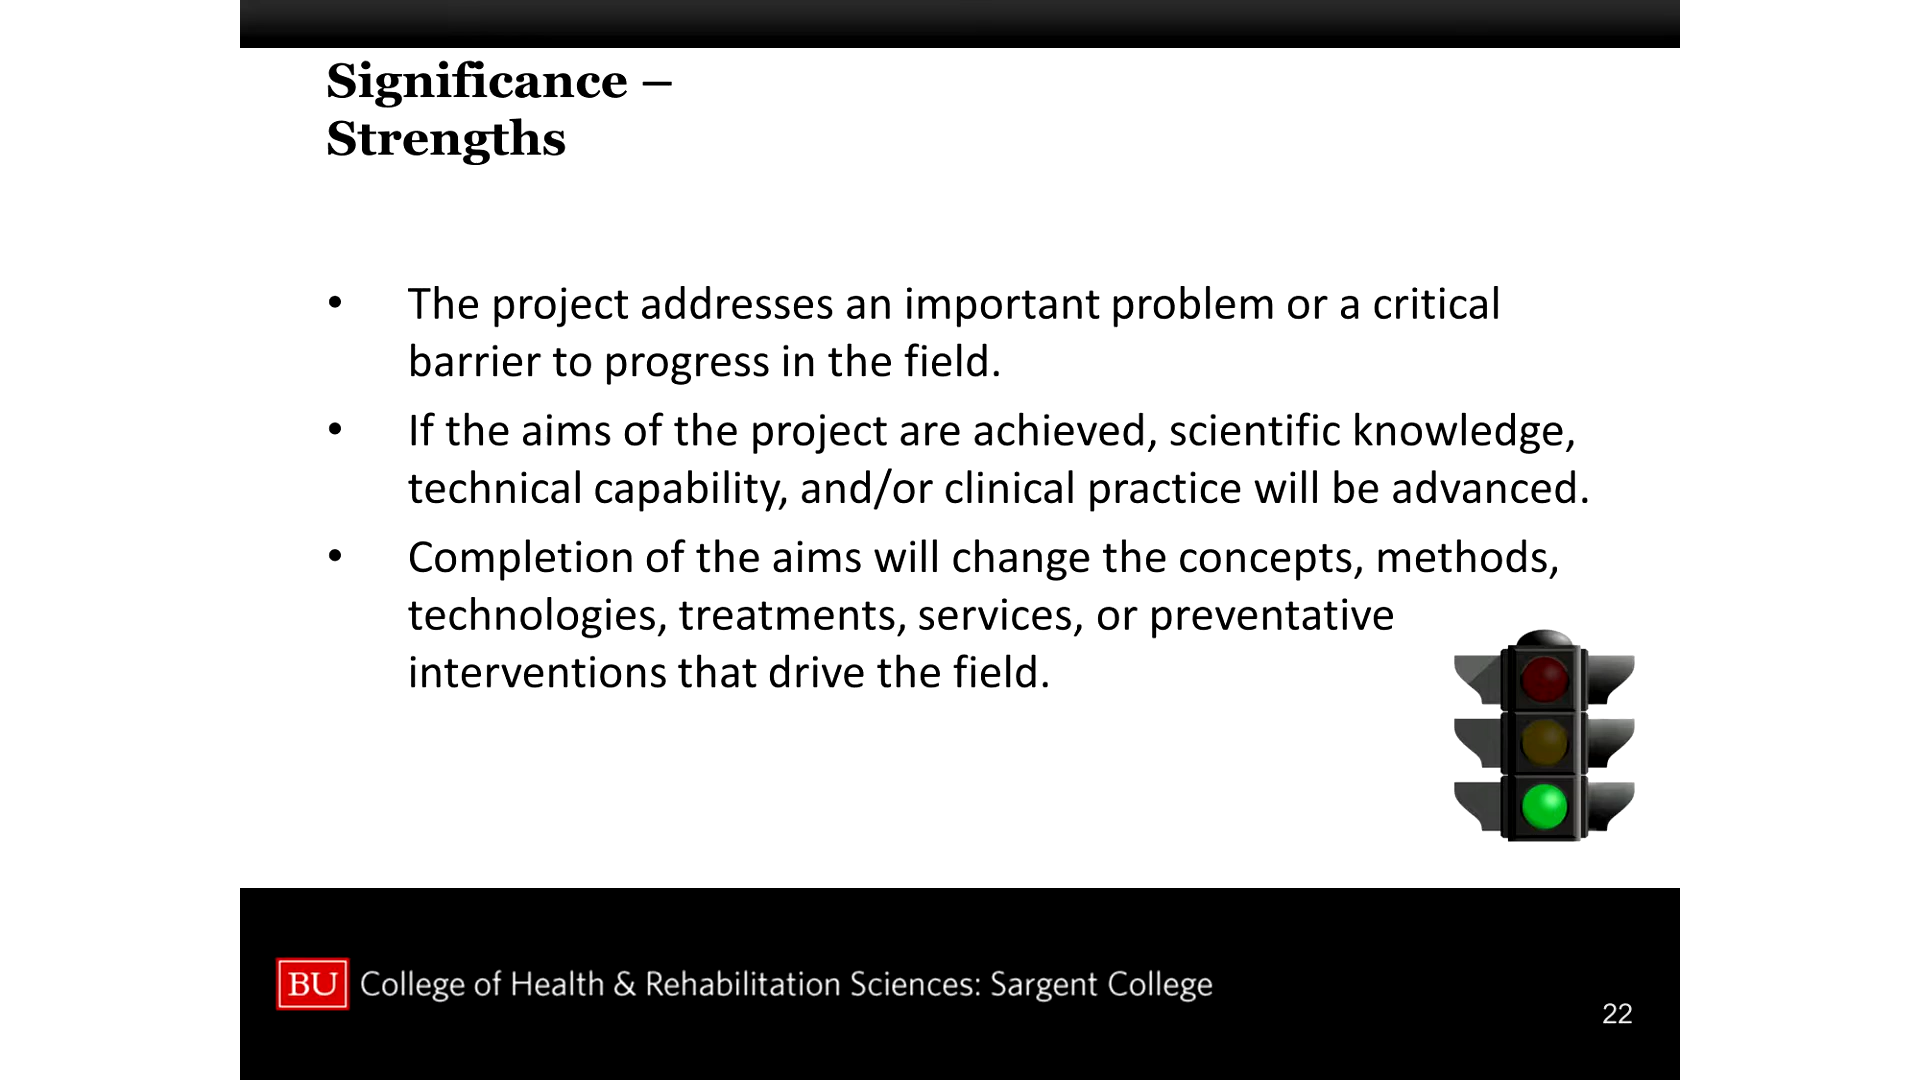 Significance –
Strengths
• The project addresses an important problem or a critical
barrier to progress in the field.
• If the aims of the project are achieved, scientific knowledge,
technical capability, and/or clinical practice will be advanced.
• Completion of the aims will change the concepts, methods,
technologies, treatments, services, or preventative
interventions that drive the field.
BU College of Health & Rehabilitation Sciences: Sargent College
22